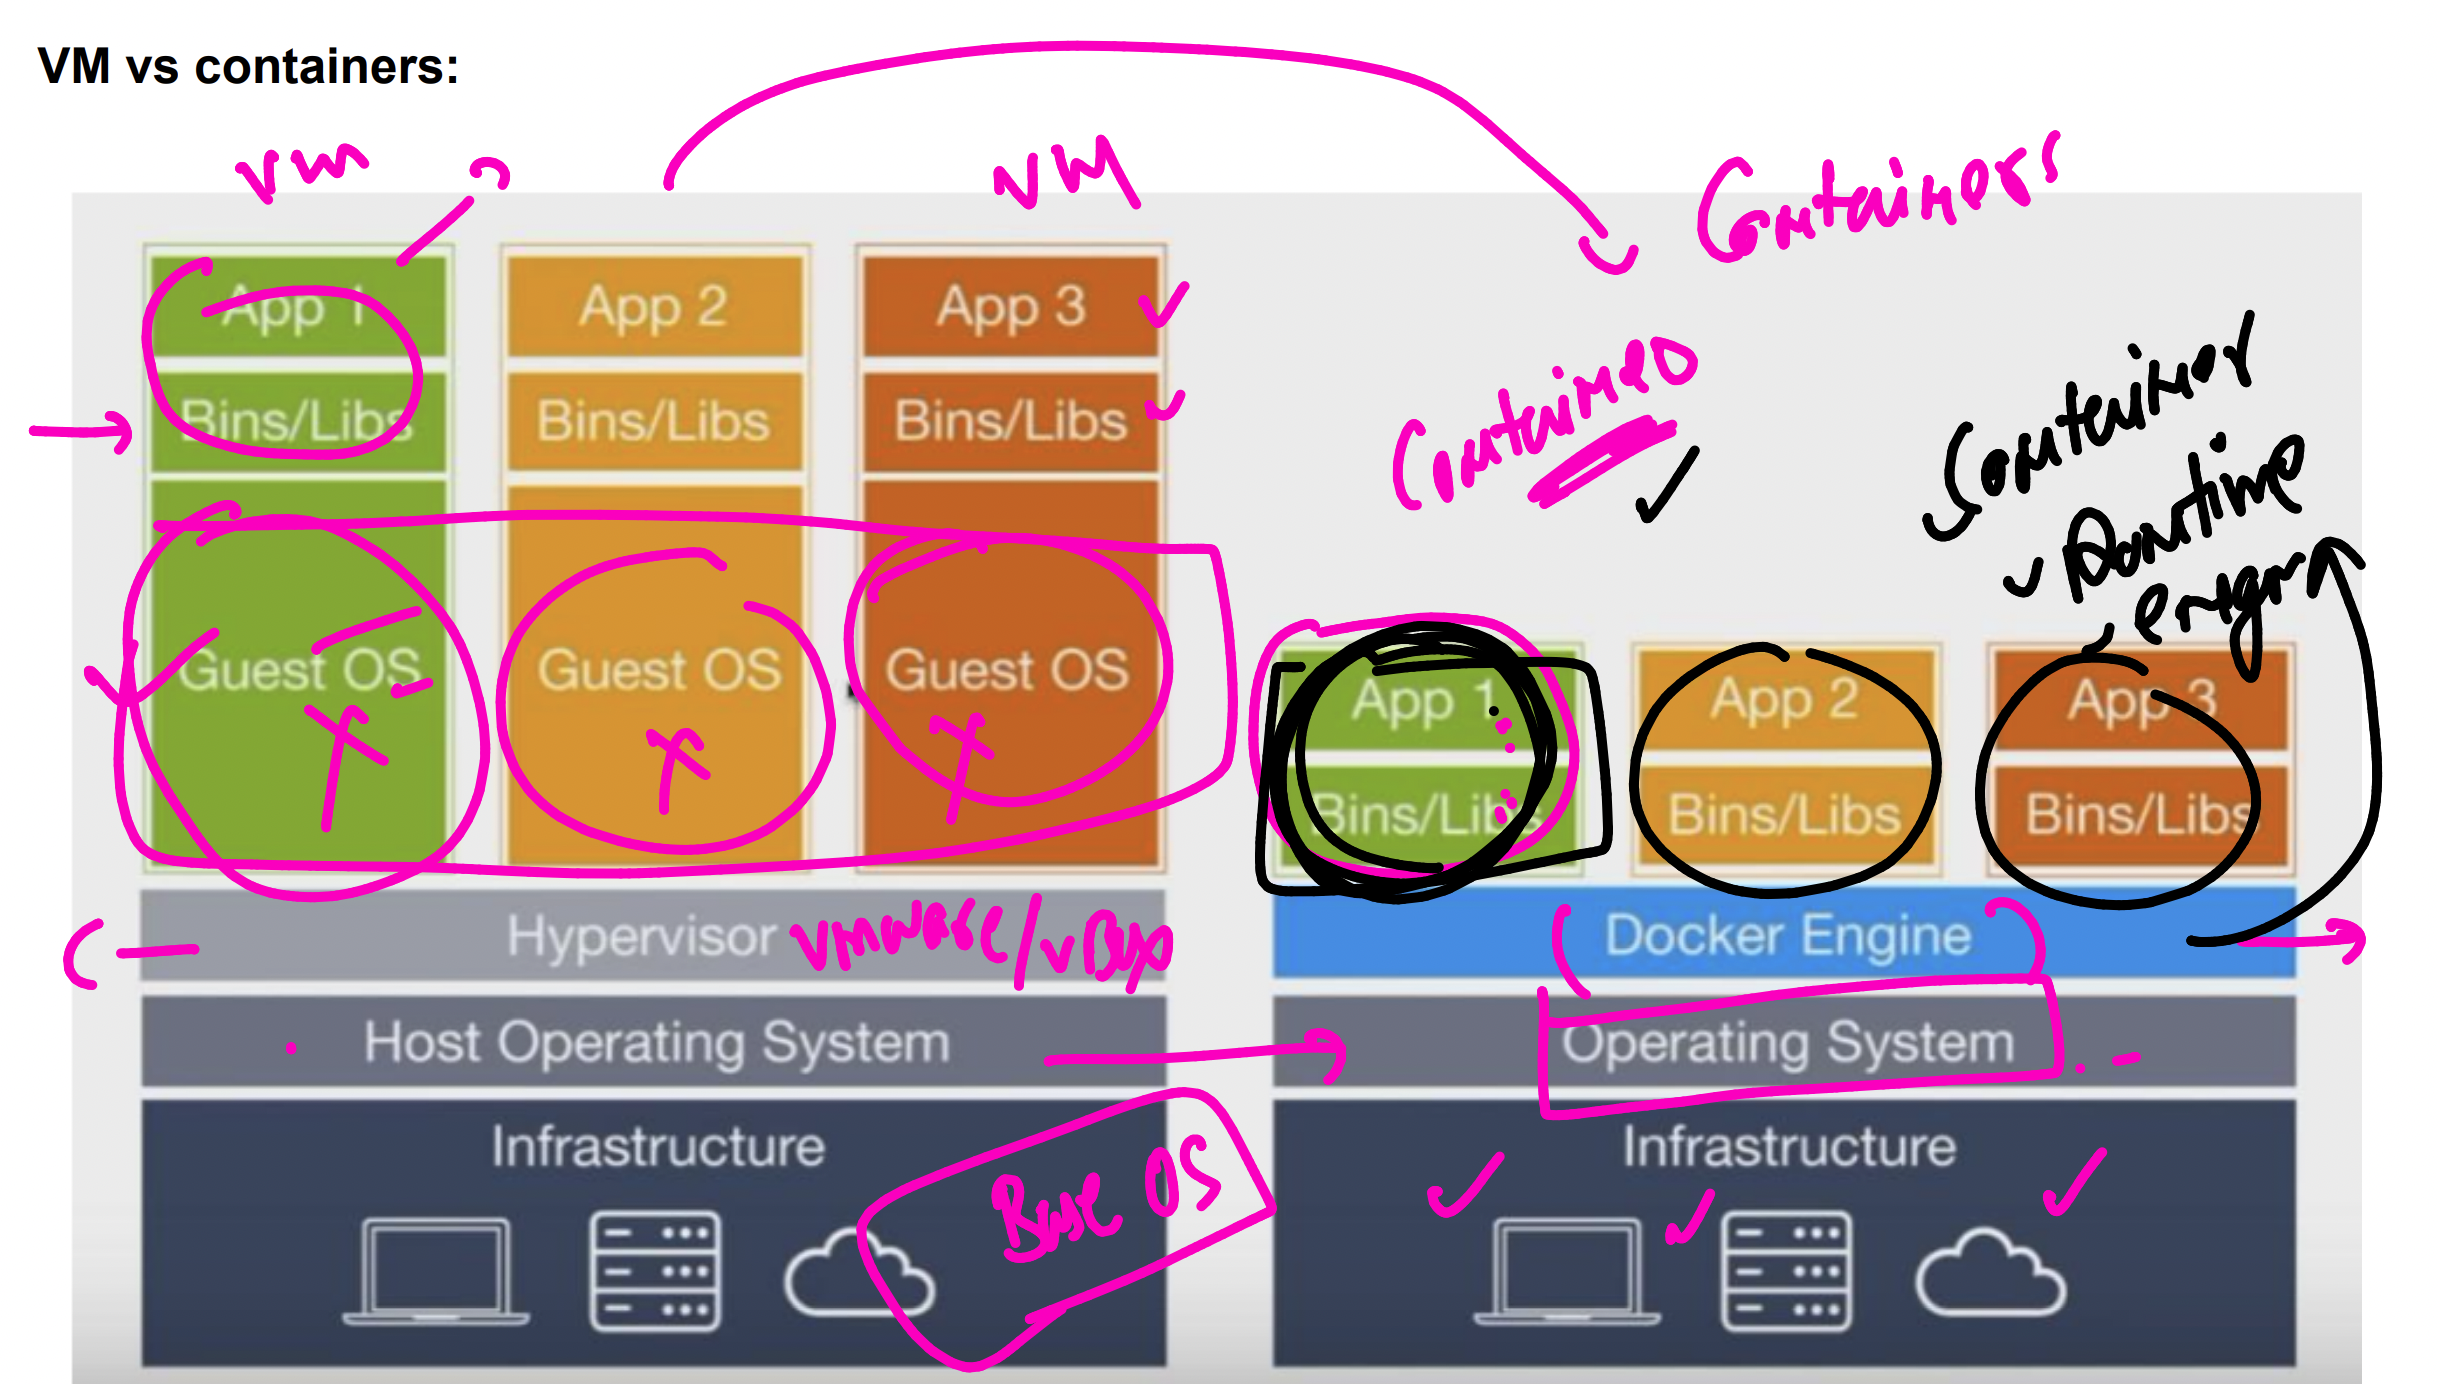 VM vs containers:
vm
VM
Containers
App 1
App 2
App 3
Bins/Libs
Bins/Libs
Bins/Libs
Guest OS
Guest OS
Guest OS
Hypervisor
vmware/vBox
Host Operating System
Infrastructure
Base OS
Container
Runtime
App 1
App 2
App 3
Bins/Libs
Bins/Libs
Bins/Libs
Docker Engine
Operating System
Infrastructure